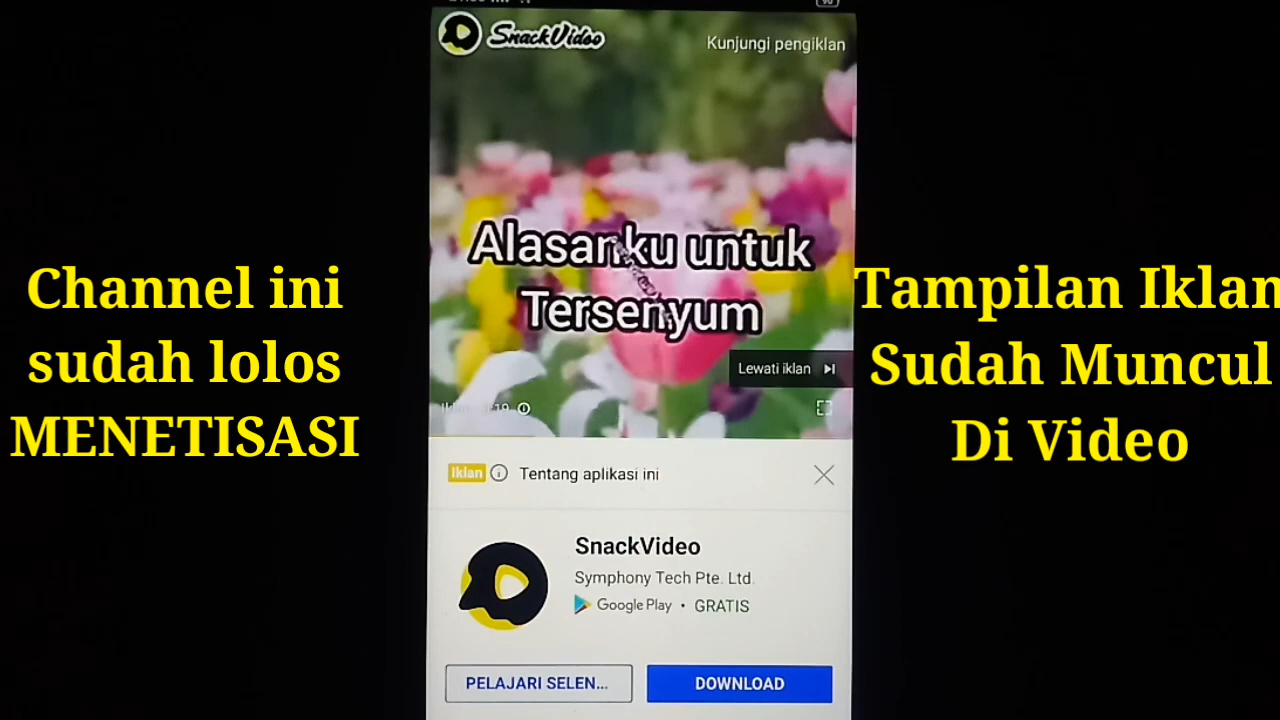 SnackVideo
Kunjungi pengiklan
Alasanku untuk
Tersenyum
Lewati iklan
Iklan
Tentang aplikasi ini
SnackVideo
Symphony Tech Pte. Ltd.
Google Play • GRATIS
PELAJARI SELEN...
DOWNLOAD
Channel ini
sudah lolos
MENETISASI
Tampilan Iklan
Sudah Muncul
Di Video